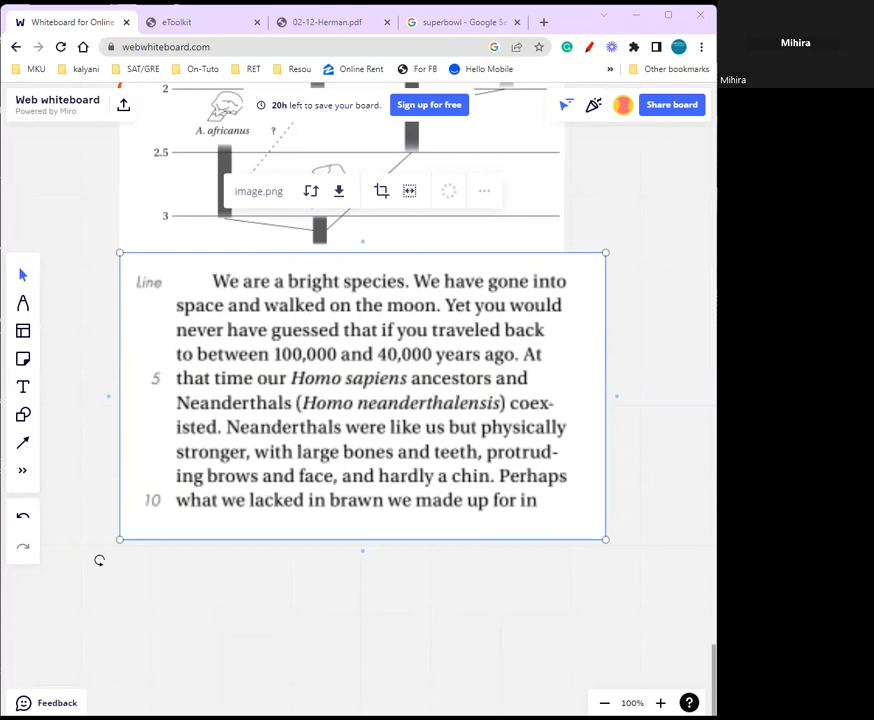 Whiteboard for Online
eToolkit
02-12-Herman.pdf
superbowl - Google Se
webwhiteboard.com
MKU
kalyani
SAT/GRE
On-Tuto
RET
Resou
Online Rent
For FB
Hello Mobile
Other bookmarks
Mihira
Mihira
Web whiteboard
Powered by Miro
20h left to save your board.
Sign up for free
Share board
2
A. africanus ?
2.5
image.png
3
Line We are a bright species. We have gone into
space and walked on the moon. Yet you would
never have guessed that if you traveled back
to between 100,000 and 40,000 years ago. At
5 that time our Homo sapiens ancestors and
Neanderthals (Homo neanderthalensis) coex-
isted. Neanderthals were like us but physically
stronger, with large bones and teeth, protrud-
ing brows and face, and hardly a chin. Perhaps
10 what we lacked in brawn we made up for in
Feedback
100%